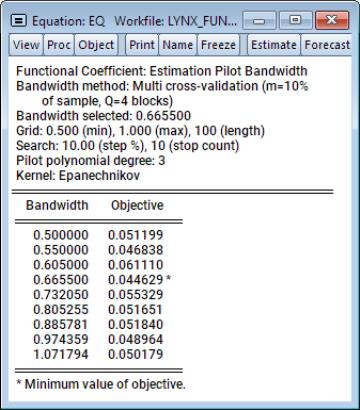 Equation: EQ Workfile: LYNX_FUN...
View Proc Object Print Name Freeze Estimate Forecast
Functional Coefficient: Estimation Pilot Bandwidth
Bandwidth method: Multi cross-validation (m=10%
of sample, Q=4 blocks)
Bandwidth selected: 0.665500
Grid: 0.500 (min), 1.000 (max), 100 (length)
Search: 10.00 (step %), 10 (stop count)
Pilot polynomial degree: 3
Kernel: Epanechnikov
Bandwidth Objective
0.500000 0.051199
0.550000 0.046838
0.605000 0.061110
0.665500 0.044629 *
0.732050 0.055329
0.805255 0.051651
0.885781 0.051840
0.974359 0.048964
1.071794 0.050179
* Minimum value of objective.